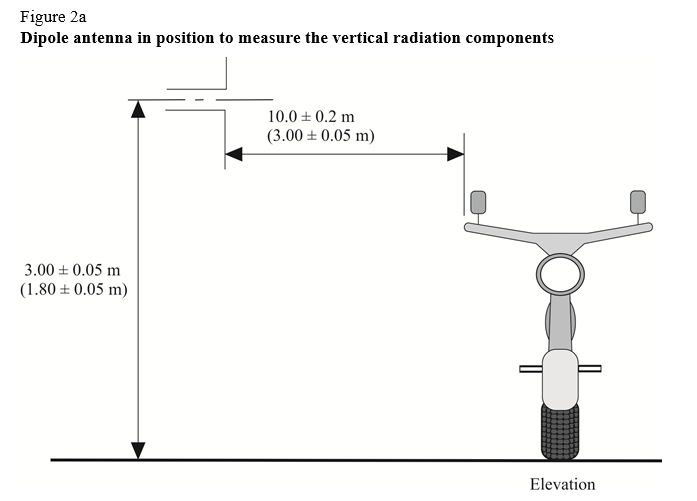 Figure 2a
Dipole antenna in position to measure the vertical radiation components
10.0 ± 0.2 m
(3.00 ± 0.05 m)
3.00 ± 0.05 m
(1.80 ± 0.05 m)
Elevation